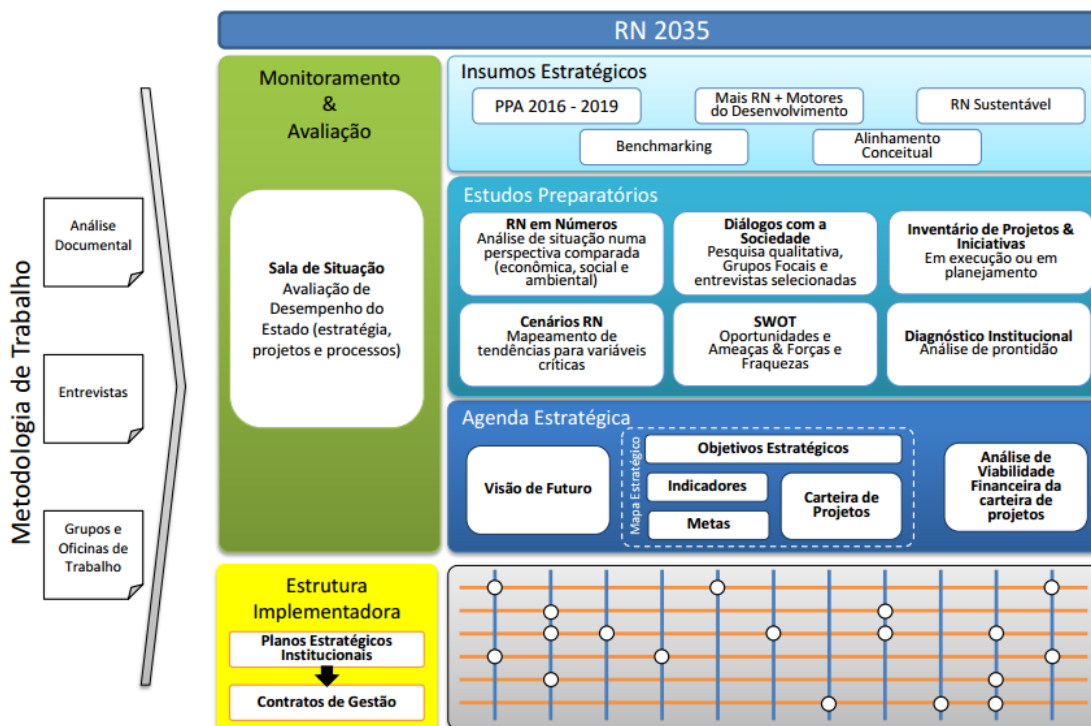 RN 2035
Metodologia de Trabalho
Análise
Documental
Entrevistas
Grupos e
Oficinas de
Trabalho
Monitoramento
&
Avaliação
Sala de Situação
Avaliação de
Desempenho do
Estado (estratégia,
projetos e processos)
Insumos Estratégicos
PPA 2016 - 2019
Mais RN + Motores
do Desenvolvimento
RN Sustentável
Benchmarking
Alinhamento
Conceitual
Estudos Preparatórios
RN em Números
Análise de situação numa
perspectiva comparada
(econômica, social e
ambiental)
Diálogos com a
Sociedade
Pesquisa qualitativa,
Grupos Focais e
entrevistas selecionadas
Inventário de Projetos &
Iniciativas
Em execução ou em
planejamento
Cenários RN
Mapeamento de
tendências para variáveis
críticas
SWOT
Oportunidades e
Ameaças & Forças e
Fraquezas
Diagnóstico Institucional
Análise de prontidão
Agenda Estratégica
Visão de Futuro
Mapa Estratégico
Objetivos Estratégicos
Indicadores
Metas
Carteira de
Projetos
Análise de
Viabilidade
Financeira da
carteira de
projetos
Estrutura
Implementadora
Planos Estratégicos
Institucionais
Contratos de Gestão